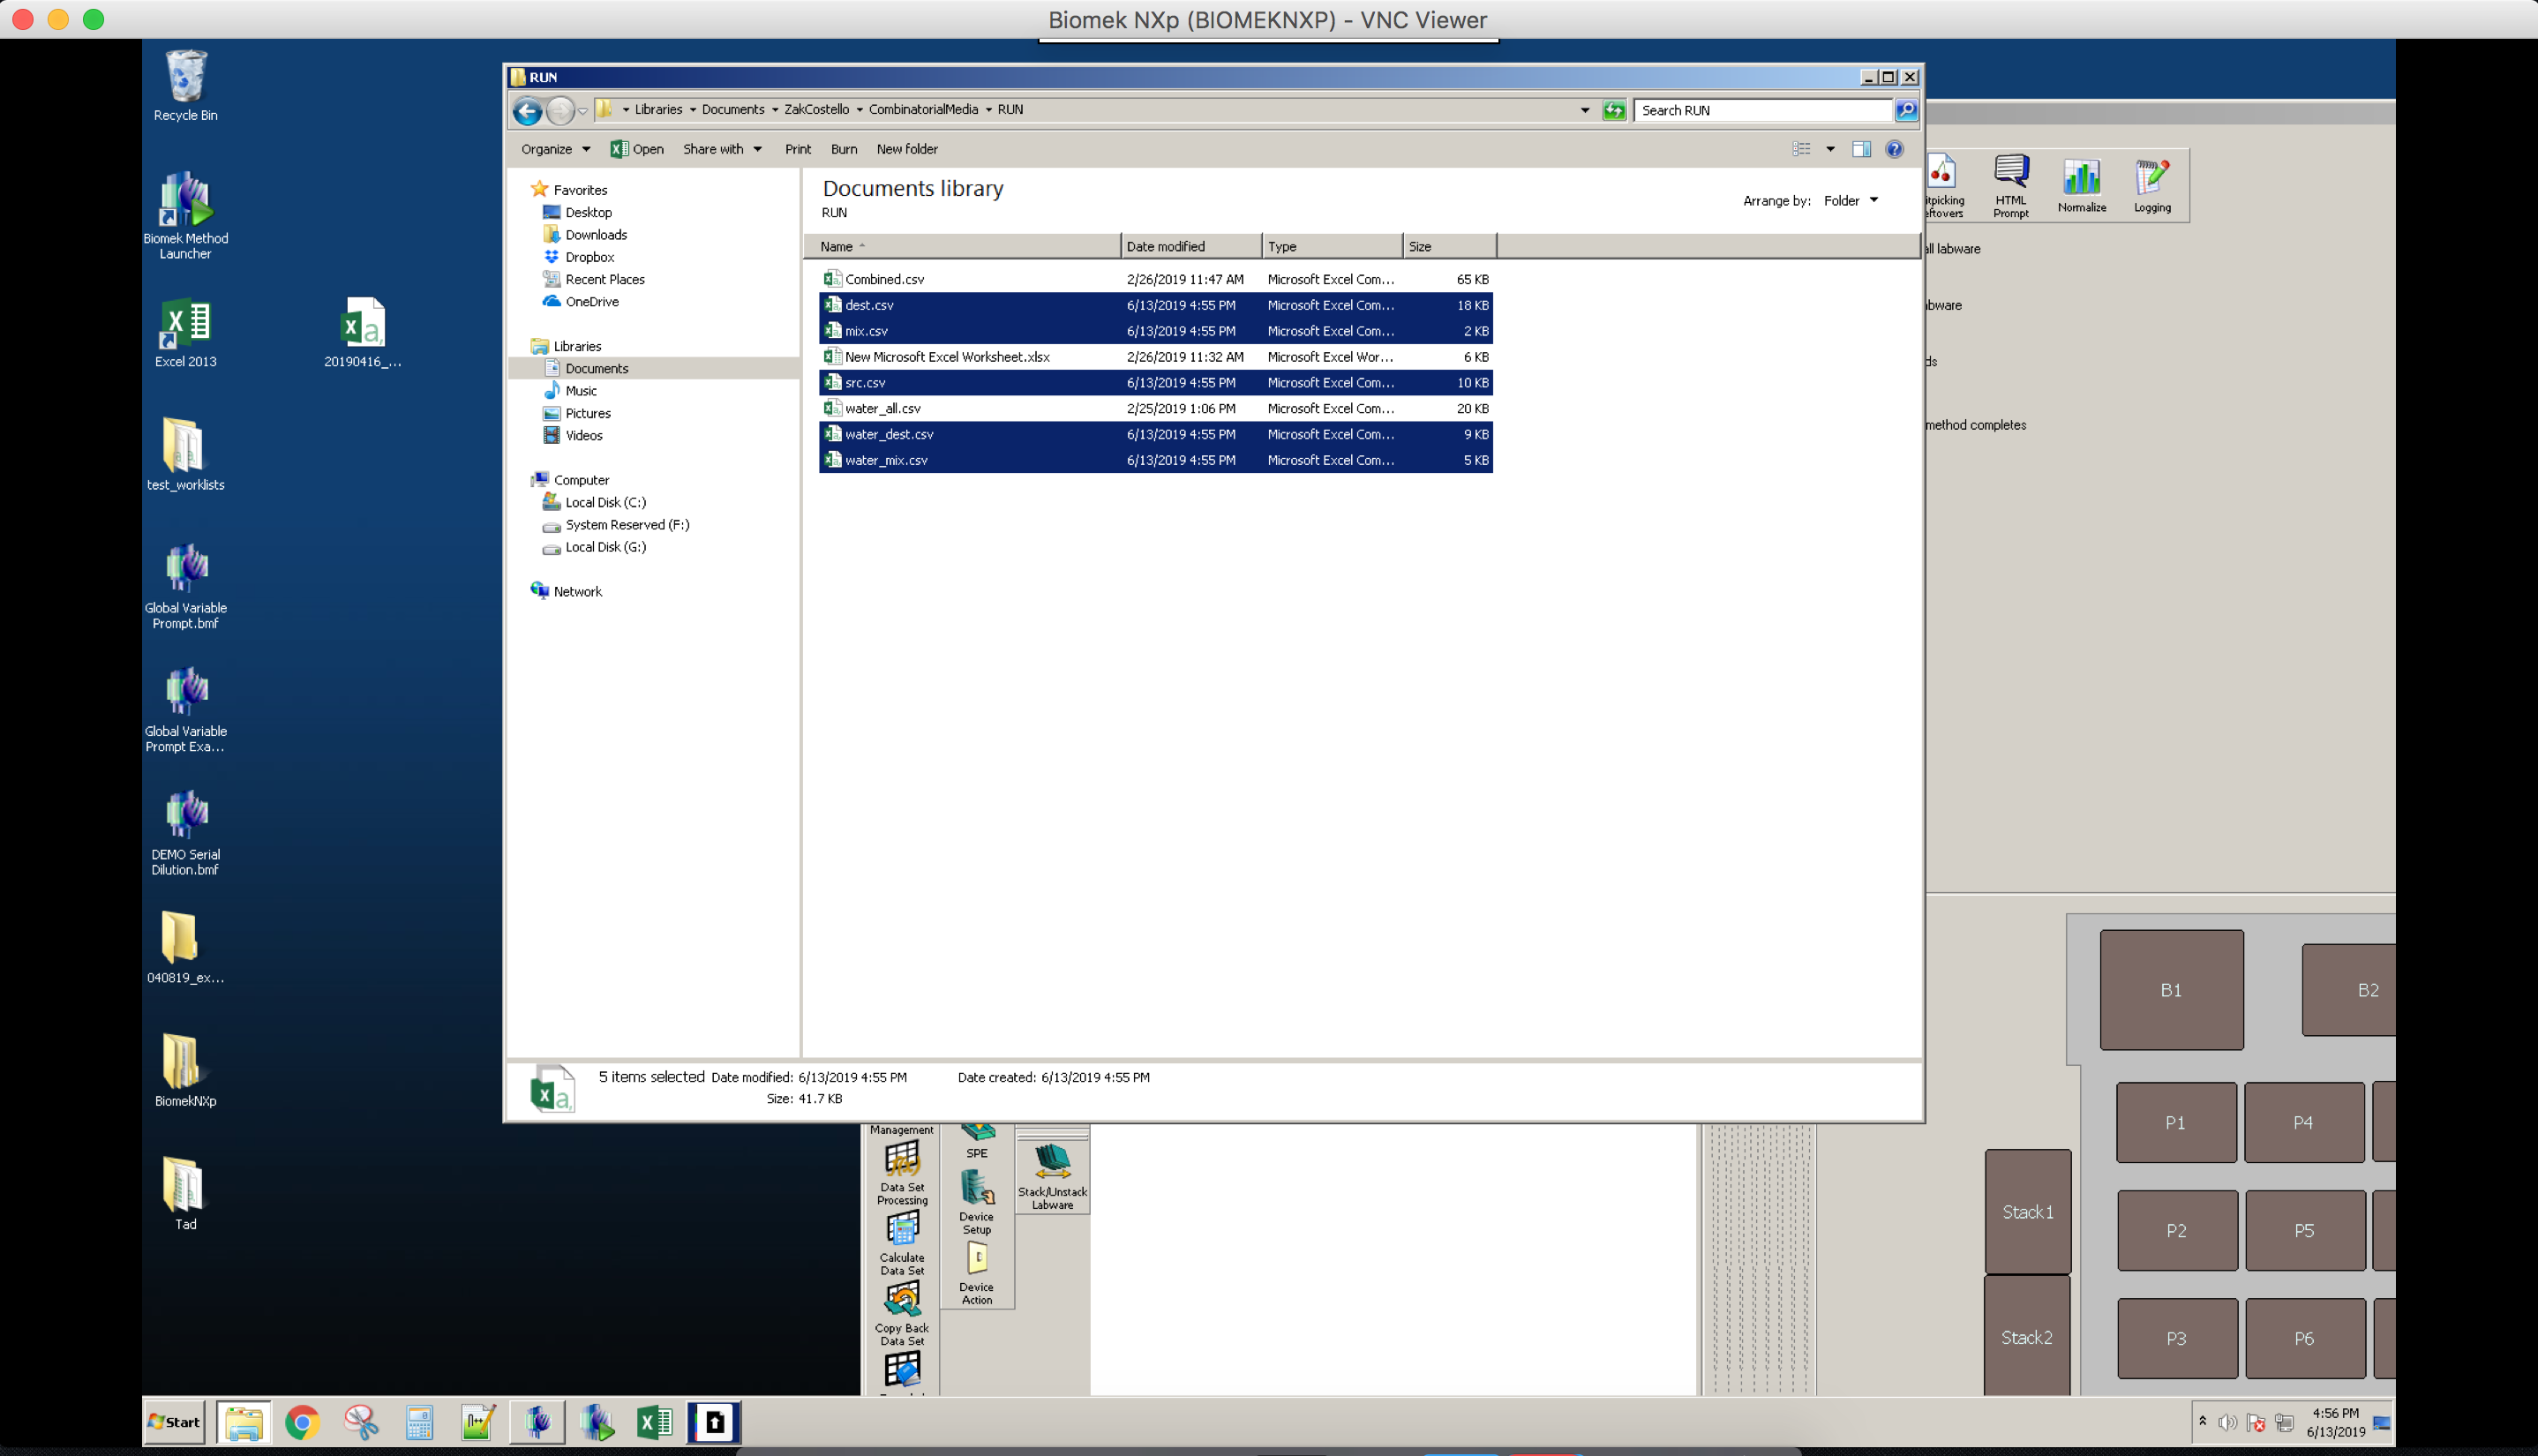 Biomek NXp (BIOMEKNXP) - VNC Viewer
Recycle Bin
Biomek Method
Launcher
Excel 2013
20190416_...
test_worklists
Global Variable
Prompt.bmf
Global Variable
Prompt Exa...
DEMO Serial
Dilution.bmf
040819_ex...
BiomekNXp
Tad
RUN
Libraries Documents ZakCostello CombinatorialMedia RUN
Search RUN
Organize Open Share with Print Burn New folder
Favorites
Desktop
Downloads
Dropbox
Recent Places
OneDrive
Libraries
Documents
Music
Pictures
Videos
Computer
Local Disk (C:)
System Reserved (F:)
Local Disk (G:)
Network
Documents library
RUN
Arrange by: Folder
Name Date modified Type Size
Combined.csv 2/26/2019 11:47 AM Microsoft Excel Com... 65 KB
dest.csv 6/13/2019 4:55 PM Microsoft Excel Com... 18 KB
mix.csv 6/13/2019 4:55 PM Microsoft Excel Com... 2 KB
New Microsoft Excel Worksheet.xlsx 2/26/2019 11:32 AM Microsoft Excel Wor... 6 KB
src.csv 6/13/2019 4:55 PM Microsoft Excel Com... 10 KB
water_all.csv 2/25/2019 1:06 PM Microsoft Excel Com... 20 KB
water_dest.csv 6/13/2019 4:55 PM Microsoft Excel Com... 9 KB
water_mix.csv 6/13/2019 4:55 PM Microsoft Excel Com... 5 KB
5 items selected Date modified: 6/13/2019 4:55 PM Date created: 6/13/2019 4:55 PM
Size: 41.7 KB
itpicking
eftovers
HTML
Prompt
Normalize
Logging
all labware
bware
ds
method completes
Management
Data Set
Processing
Calculate
Data Set
Copy Back
Data Set
SPE
Device
Setup
Device
Action
Stack/Unstack
Labware
B1 B2
P1 P4
Stack1 P2 P5
Stack2 P3 P6
Start
4:56 PM
6/13/2019